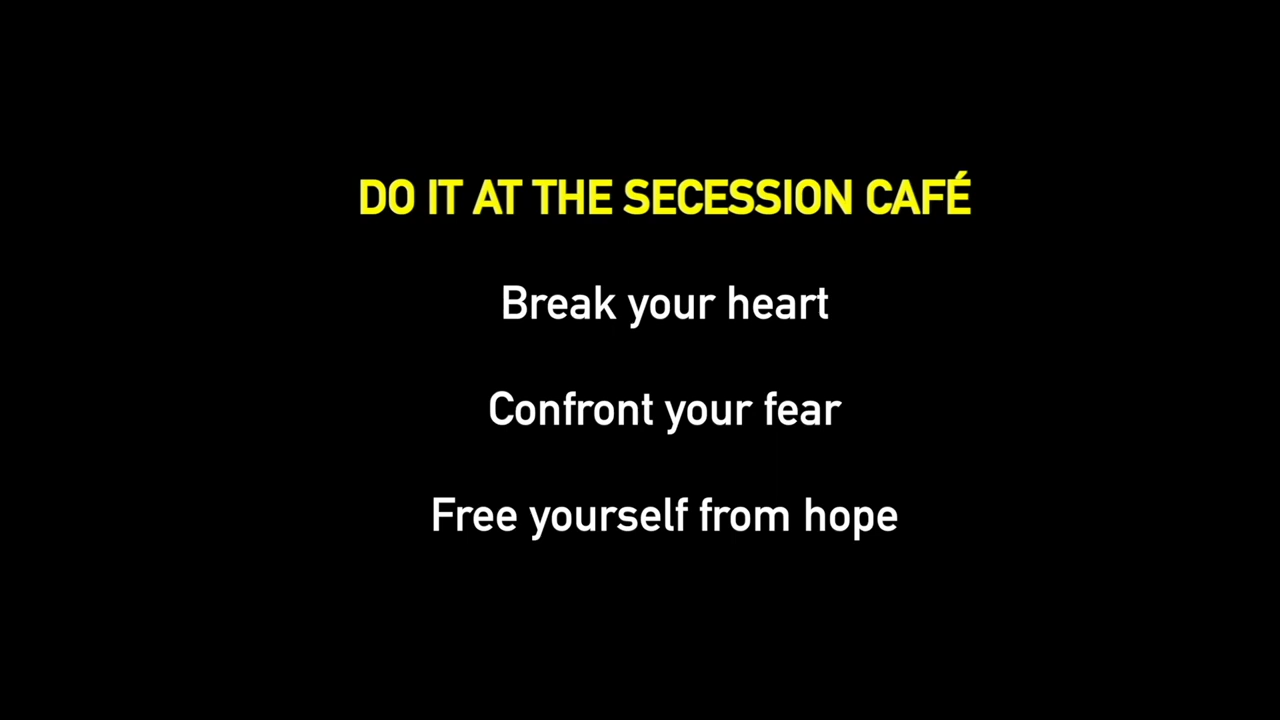 DO IT AT THE SECESSION CAFÉ
Break your heart
Confront your fear
Free yourself from hope